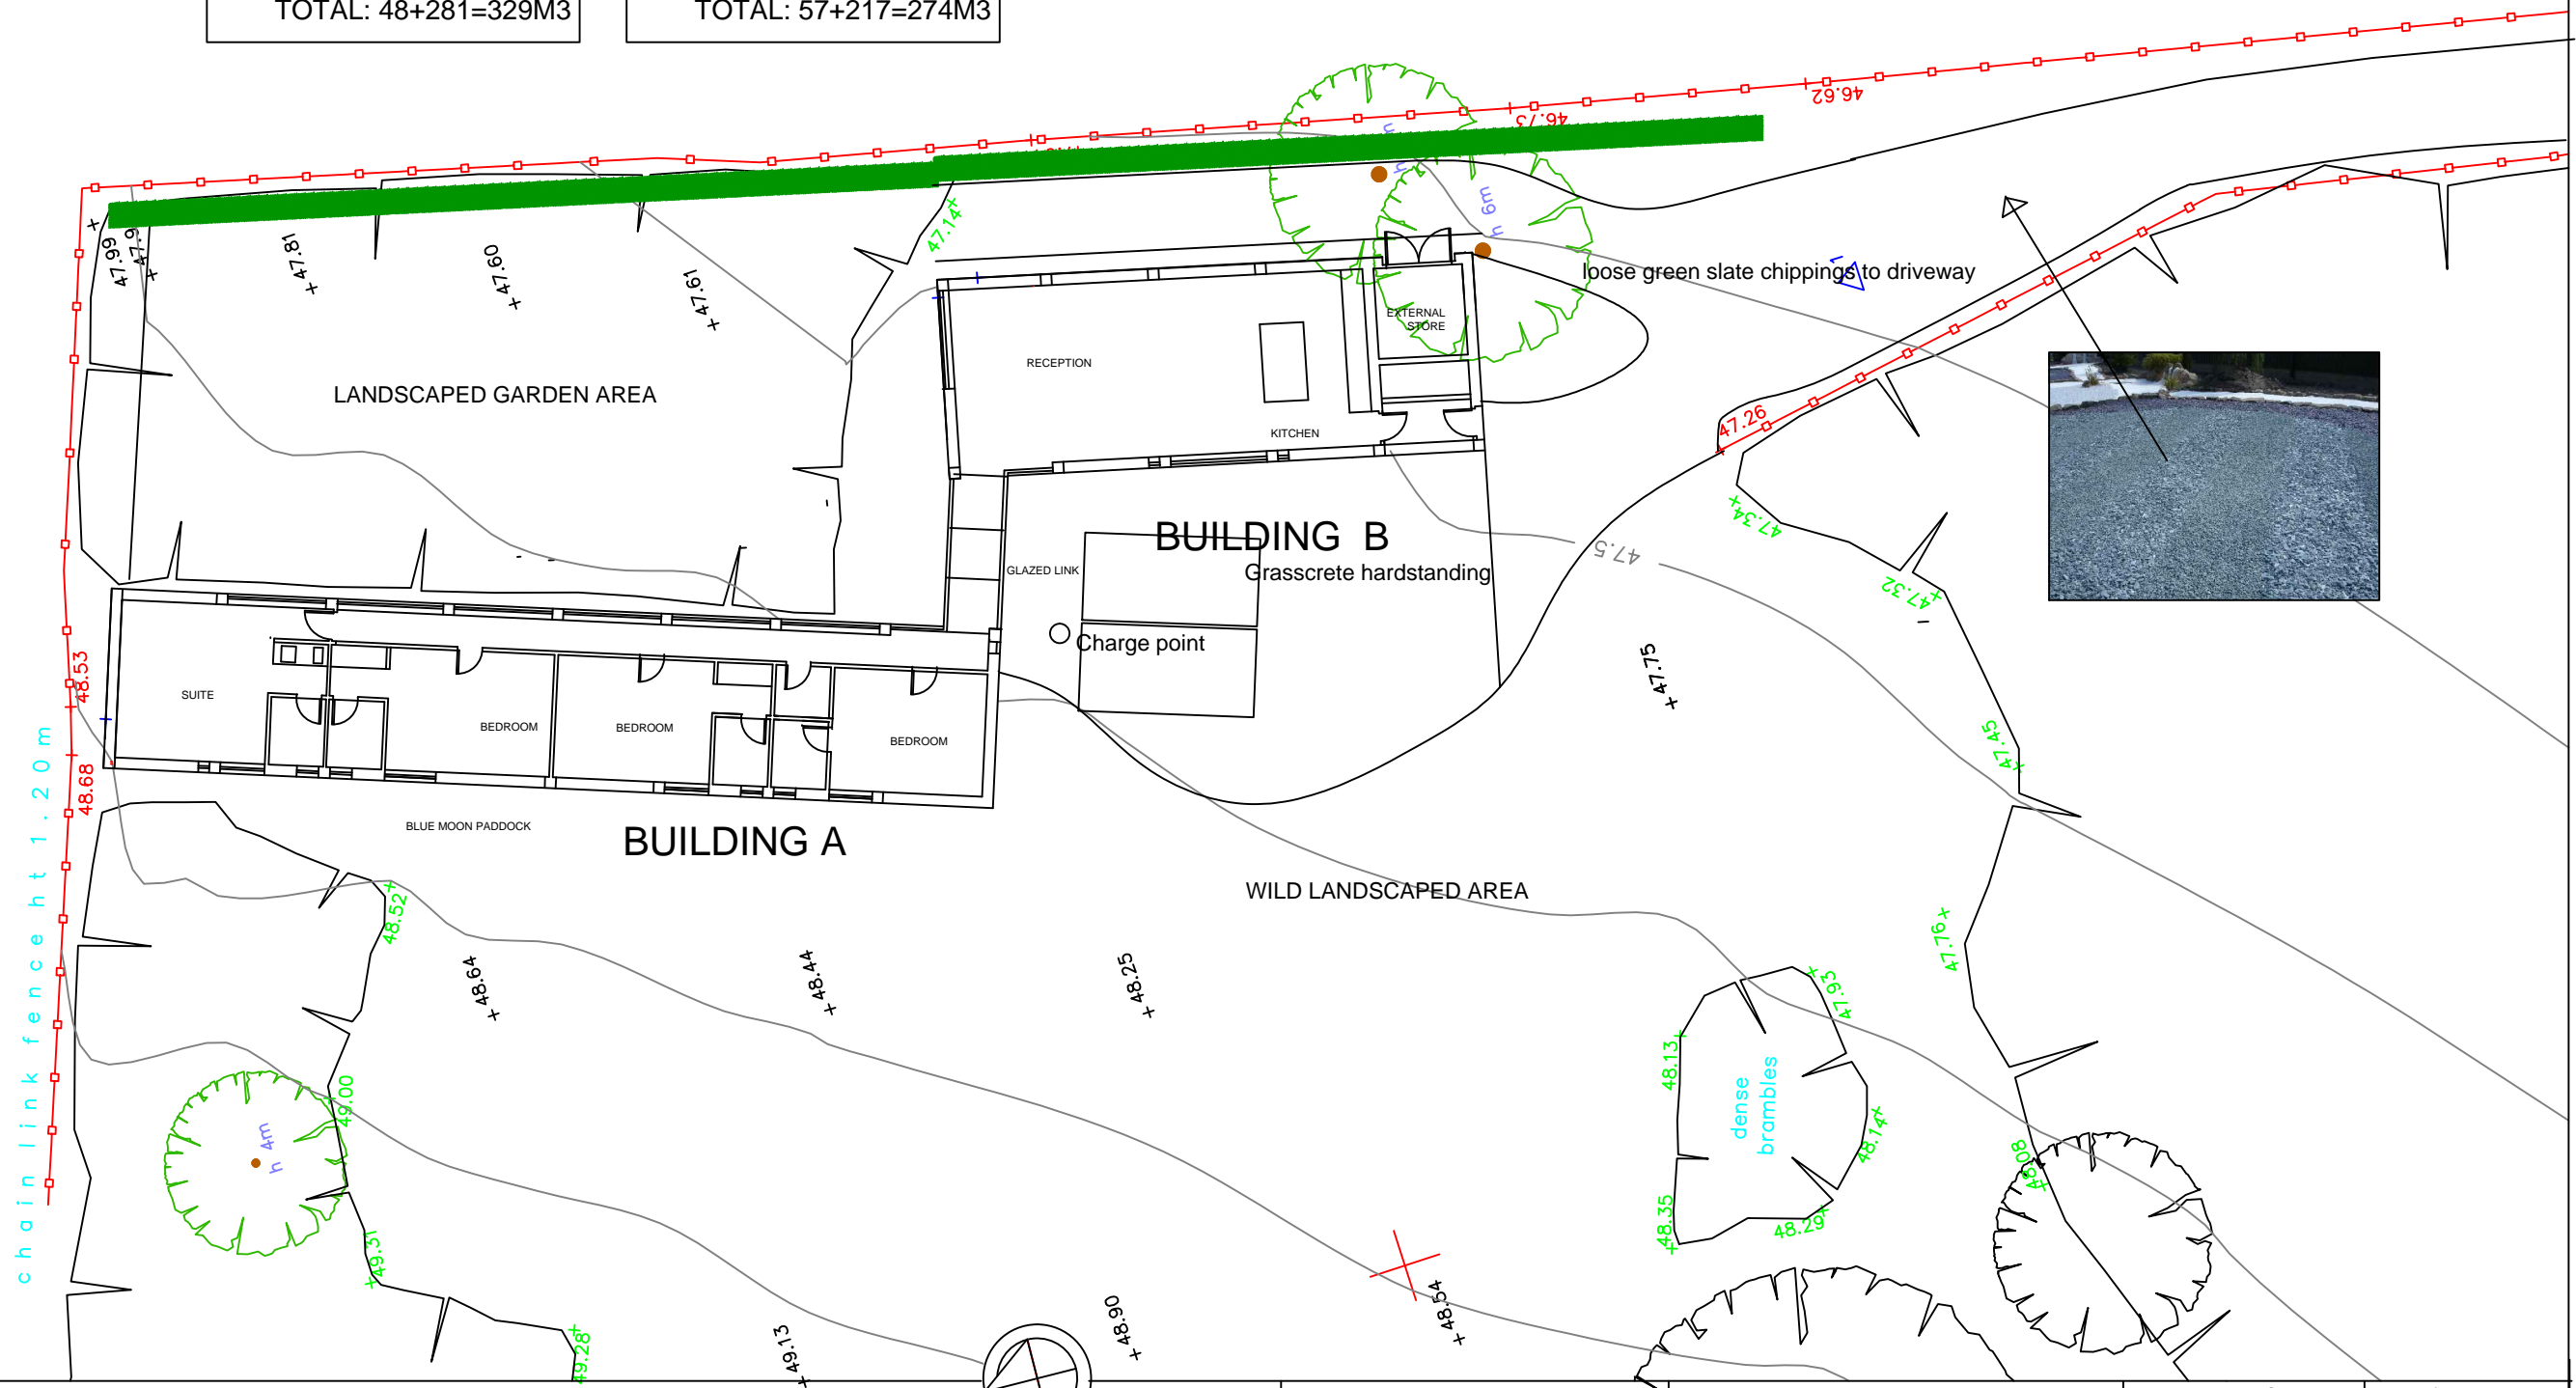 TOTAL: 48+281=329M3
TOTAL: 57+217=274M3
46.62
46.73
h
h
h 6m
47.14
47.99
47.9
47.81
47.60
47.61
loose green slate chippings to driveway
1
EXTERNAL
STORE
RECEPTION
LANDSCAPED GARDEN AREA
KITCHEN
47.26
47.34
BUILDING B
47.5
GLAZED LINK
Grasscrete hardstanding
47.32
Charge point
48.53
47.75
SUITE
BEDROOM
BEDROOM
BEDROOM
47.45
48.68
BLUE MOON PADDOCK
BUILDING A
WILD LANDSCAPED AREA
chain link fence ht 1.20m
48.52
47.76
48.64
48.44
48.25
47.93
48.13
dense
brambles
49.00
h 4m
48.14
48.08
48.35
48.29
49.31
48.54
48.90
49.13
49.28